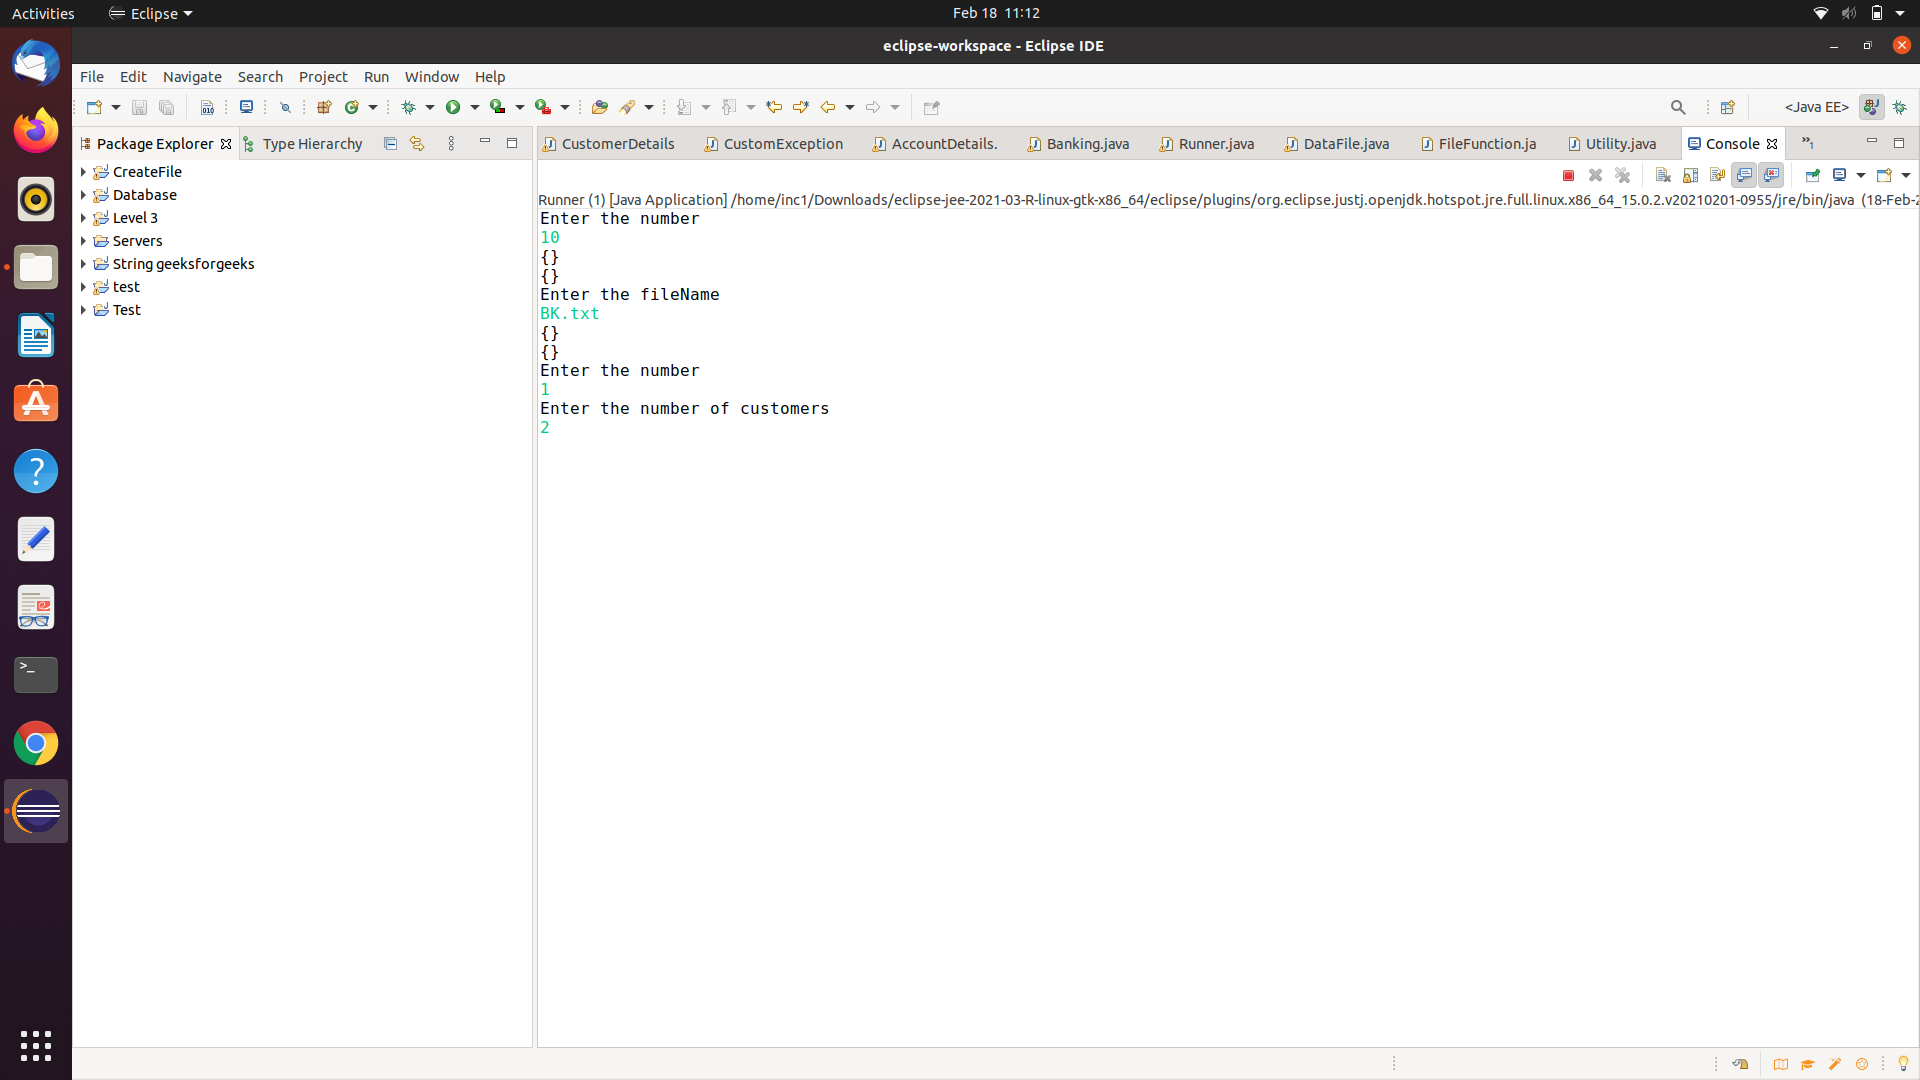 Activities
Eclipse
Feb 18 11:12
eclipse-workspace - Eclipse IDE
File Edit Navigate Search Project Run Window Help
<Java EE>
Package Explorer
Type Hierarchy
CustomerDetails
CustomException
AccountDetails.
Banking.java
Runner.java
DataFile.java
FileFunction.ja
Utility.java
Console
»1
CreateFile
Database
Level 3
Servers
String geeksforgeeks
test
Test
Runner (1) [Java Application] /home/inc1/Downloads/eclipse-jee-2021-03-R-linux-gtk-x86_64/eclipse/plugins/org.eclipse.justj.openjdk.hotspot.jre.full.linux.x86_64_15.0.2.v20210201-0955/jre/bin/java (18-Feb-2
Enter the number
10
{}
{}
Enter the fileName
BK.txt
{}
{}
Enter the number
1
Enter the number of customers
2